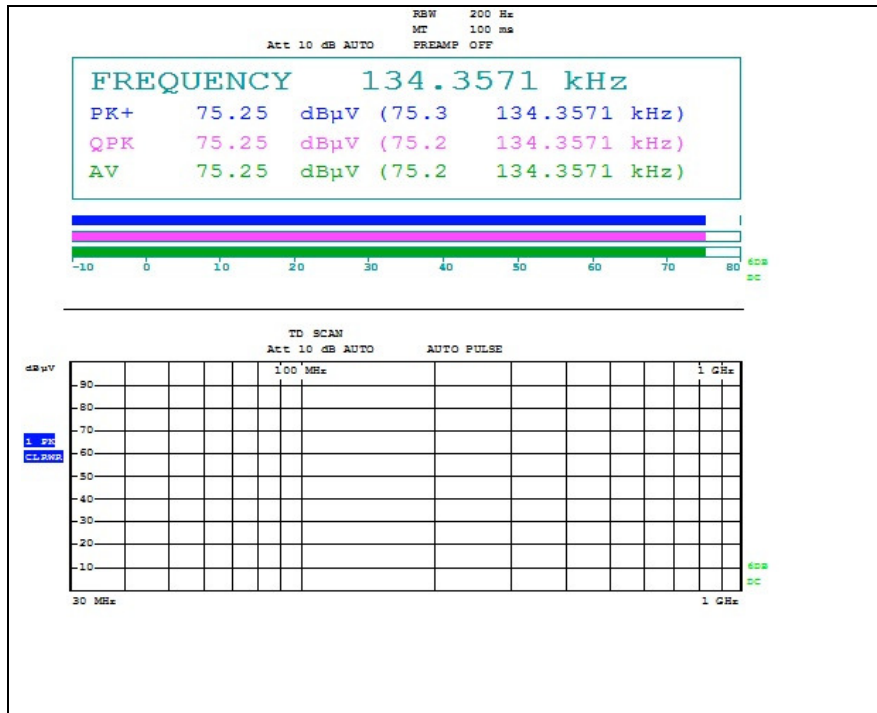 RBW 200 Hz
MT 100 ms
Att 10 dB AUTO PREAMP OFF
FREQUENCY 134.3571 kHz
PK+ 75.25 dBµV (75.3 134.3571 kHz)
QPK 75.25 dBµV (75.2 134.3571 kHz)
AV 75.25 dBµV (75.2 134.3571 kHz)
-10 0 10 20 30 40 50 60 70 80
6DB
DC
TD SCAN
Att 10 dB AUTO AUTO PULSE
dBµV
100 MHz 1 GHz
90
80
70
1 PK
60
CLRWR
50
40
30
20
10
6DB
DC
30 MHz 1 GHz